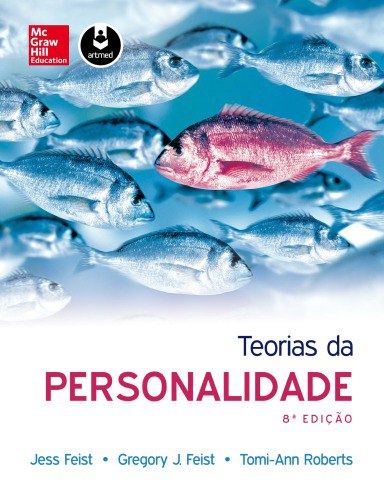 Mc
Graw
Hill
Education
artmed
Teorias da
PERSONALIDADE
8ª EDIÇÃO
Jess Feist • Gregory J. Feist • Tomi-Ann Roberts